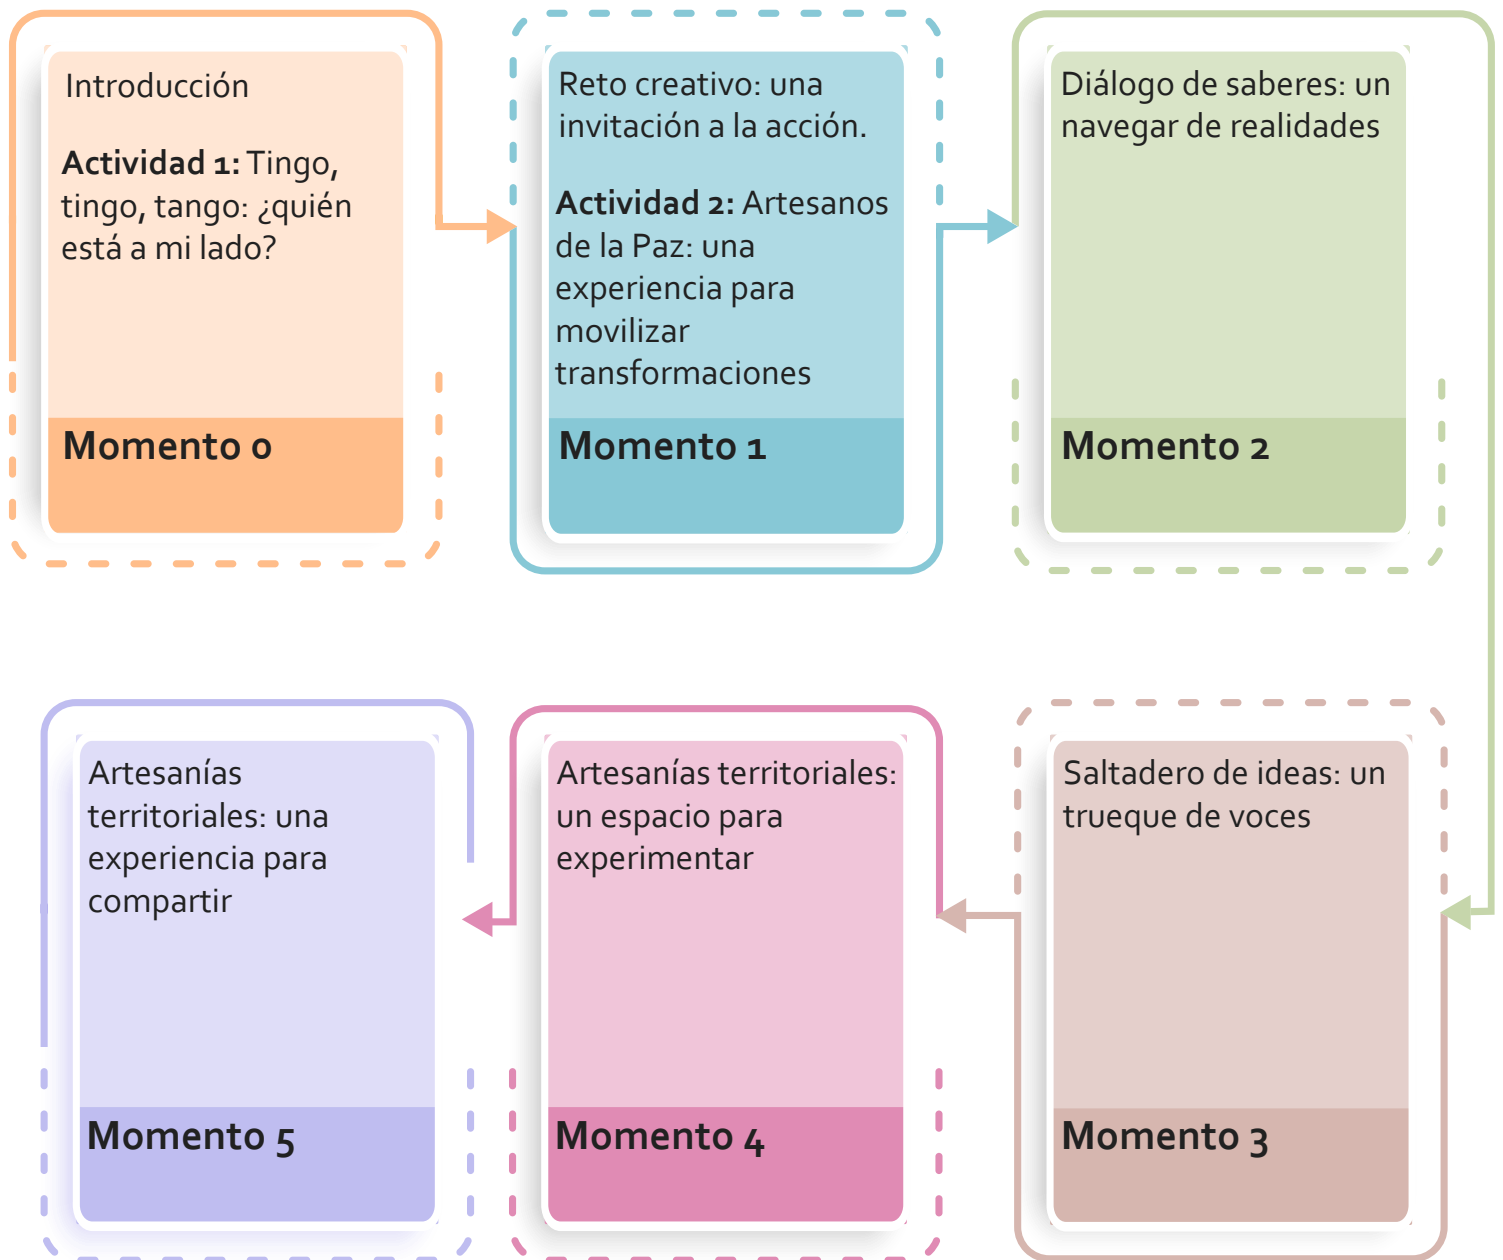 Introducción
Actividad 1: Tingo,
tingo, tango: ¿quién
está a mi lado?
Momento 0
Reto creativo: una
invitación a la acción.
Actividad 2: Artesanos
de la Paz: una
experiencia para
movilizar
transformaciones
Momento 1
Diálogo de saberes: un
navegar de realidades
Momento 2
Saltadero de ideas: un
trueque de voces
Momento 3
Artesanías territoriales:
un espacio para
experimentar
Momento 4
Artesanías
territoriales: una
experiencia para
compartir
Momento 5